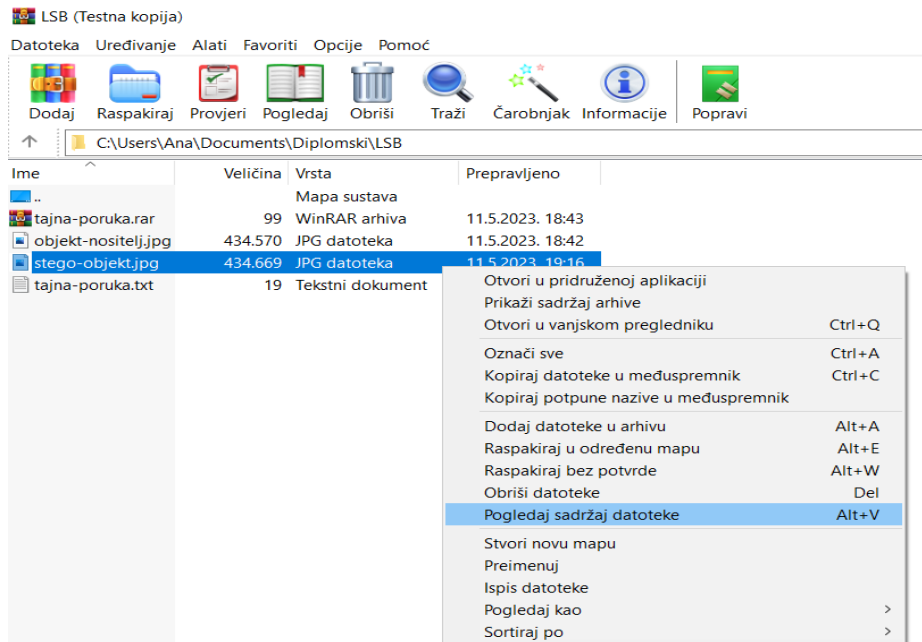 LSB (Testna kopija)
Datoteka Uređivanje Alati Favoriti Opcije Pomoć
Dodaj Raspakiraj Provjeri Pogledaj Obriši Traži Čarobnjak Informacije Popravi
C:\Users\Ana\Documents\Diplomski\LSB
Ime Veličina Vrsta Prepravljeno
.. Mapa sustava
tajna-poruka.rar 99 WinRAR arhiva 11.5.2023. 18:43
objekt-nositelj.jpg 434.570 JPG datoteka 11.5.2023. 18:42
stego-objekt.jpg 434.669 JPG datoteka 11.5.2023. 19:16
tajna-poruka.txt 19 Tekstni dokument
Otvori u pridruženoj aplikaciji
Prikaži sadržaj arhive
Otvori u vanjskom pregledniku Ctrl+Q
Označi sve Ctrl+A
Kopiraj datoteke u međuspremnik Ctrl+C
Kopiraj potpune nazive u međuspremnik
Dodaj datoteke u arhivu Alt+A
Raspakiraj u određenu mapu Alt+E
Raspakiraj bez potvrde Alt+W
Obriši datoteke Del
Pogledaj sadržaj datoteke Alt+V
Stvori novu mapu
Preimenuj
Ispis datoteke
Pogledaj kao
Sortiraj po